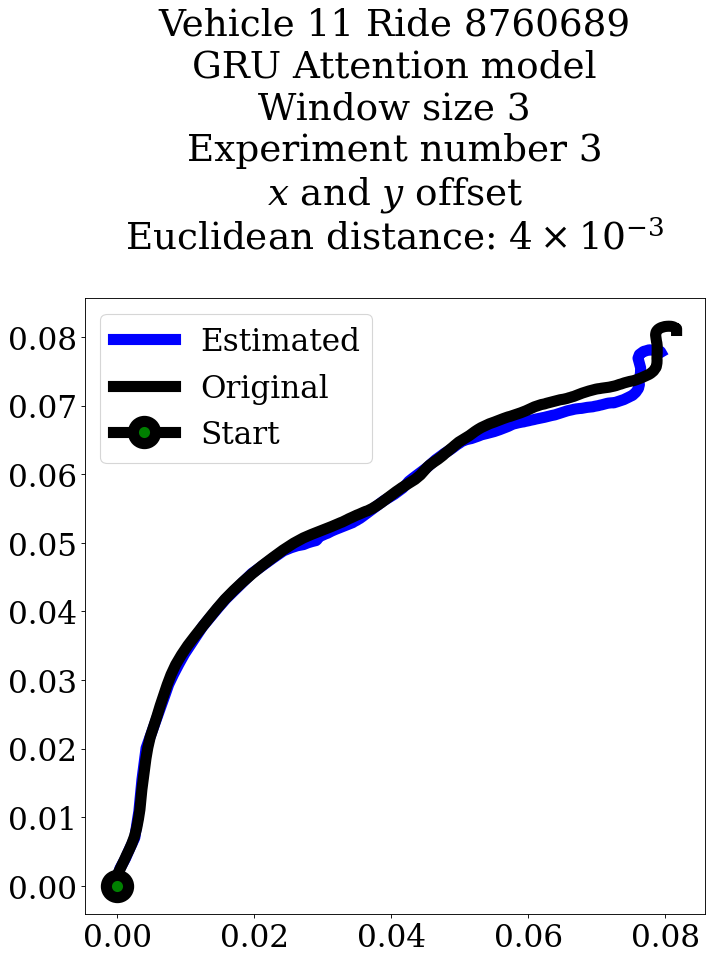 Vehicle 11 Ride 8760689
GRU Attention model
Window size 3
Experiment number 3
x and y offset
Euclidean distance: 4 × 10⁻³
Estimated
Original
Start
0.08
0.07
0.06
0.05
0.04
0.03
0.02
0.01
0.00
0.00 0.02 0.04 0.06 0.08